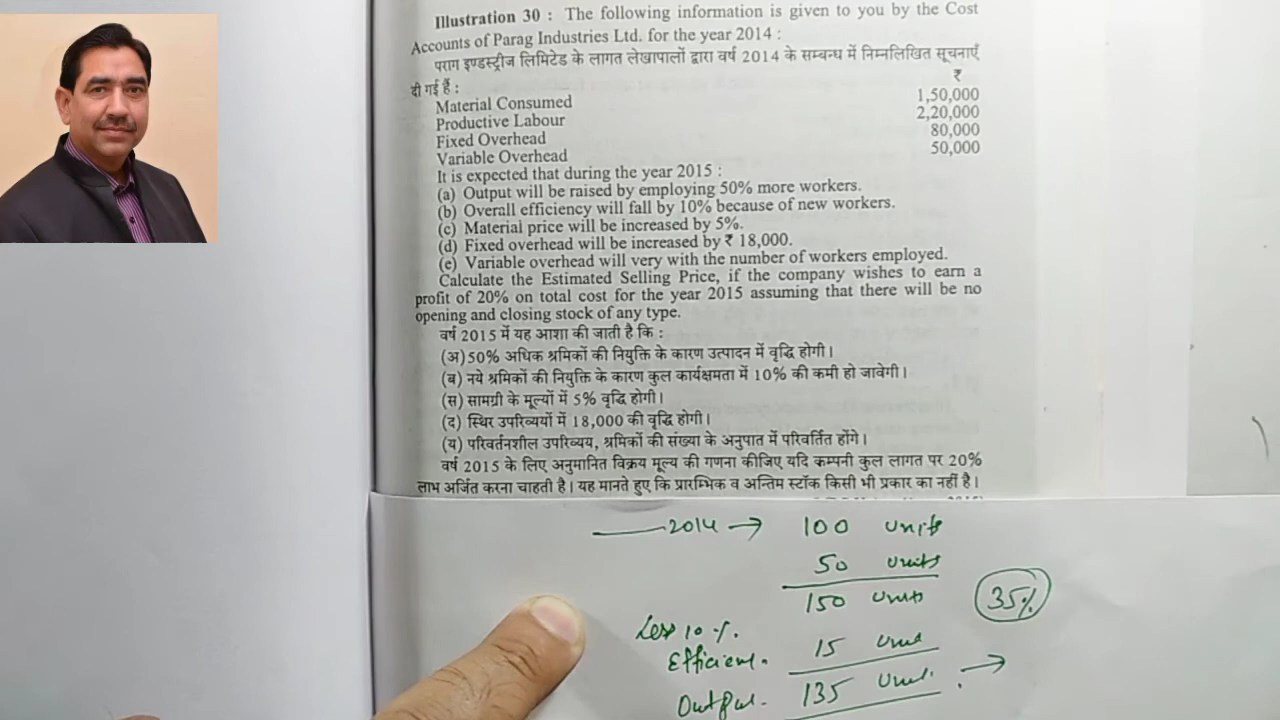 Illustration 30 : The following information is given to you by the Cost
Accounts of Parag Industries Ltd. for the year 2014 :
पराग इण्डस्ट्रीज लिमिटेड के लागत लेखापालों द्वारा वर्ष 2014 के सम्बन्ध में निम्नलिखित सूचनाएँ
दी गई हैं :
₹
Material Consumed 1,50,000
Productive Labour 2,20,000
Fixed Overhead 80,000
Variable Overhead 50,000
It is expected that during the year 2015 :
(a) Output will be raised by employing 50% more workers.
(b) Overall efficiency will fall by 10% because of new workers.
(c) Material price will be increased by 5%.
(d) Fixed overhead will be increased by ₹ 18,000.
(e) Variable overhead will very with the number of workers employed.
Calculate the Estimated Selling Price, if the company wishes to earn a
profit of 20% on total cost for the year 2015 assuming that there will be no
opening and closing stock of any type.
वर्ष 2015 में यह आशा की जाती है कि :
(अ) 50% अधिक श्रमिकों की नियुक्ति के कारण उत्पादन में वृद्धि होगी।
(ब) नये श्रमिकों की नियुक्ति के कारण कुल कार्यक्षमता में 10% की कमी हो जावेगी।
(स) सामग्री के मूल्यों में 5% वृद्धि होगी।
(द) स्थिर उपरिव्ययों में 18,000 की वृद्धि होगी।
(य) परिवर्तनशील उपरिव्यय, श्रमिकों की संख्या के अनुपात में परिवर्तित होंगे।
वर्ष 2015 के लिए अनुमानित विक्रय मूल्य की गणना कीजिए यदि कम्पनी कुल लागत पर 20%
लाभ अर्जित करना चाहती है। यह मानते हुए कि प्रारम्भिक व अन्तिम स्टॉक किसी भी प्रकार का नहीं है।
2014 → 100 units
50 units
150 units 35%
Less 10%. 15 unit
Efficient.
Output. 135 unit. →